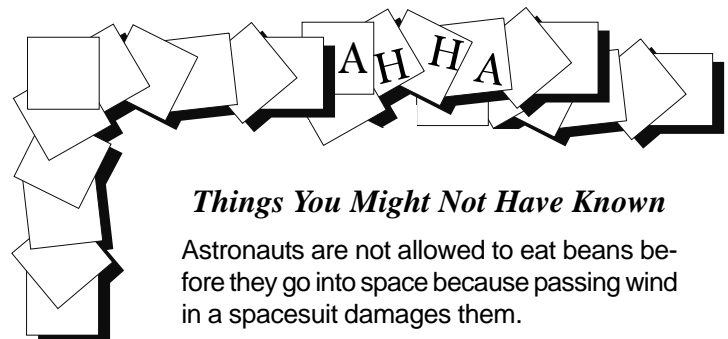 AHHA
Things You Might Not Have Known
Astronauts are not allowed to eat beans be-
fore they go into space because passing wind
in a spacesuit damages them.